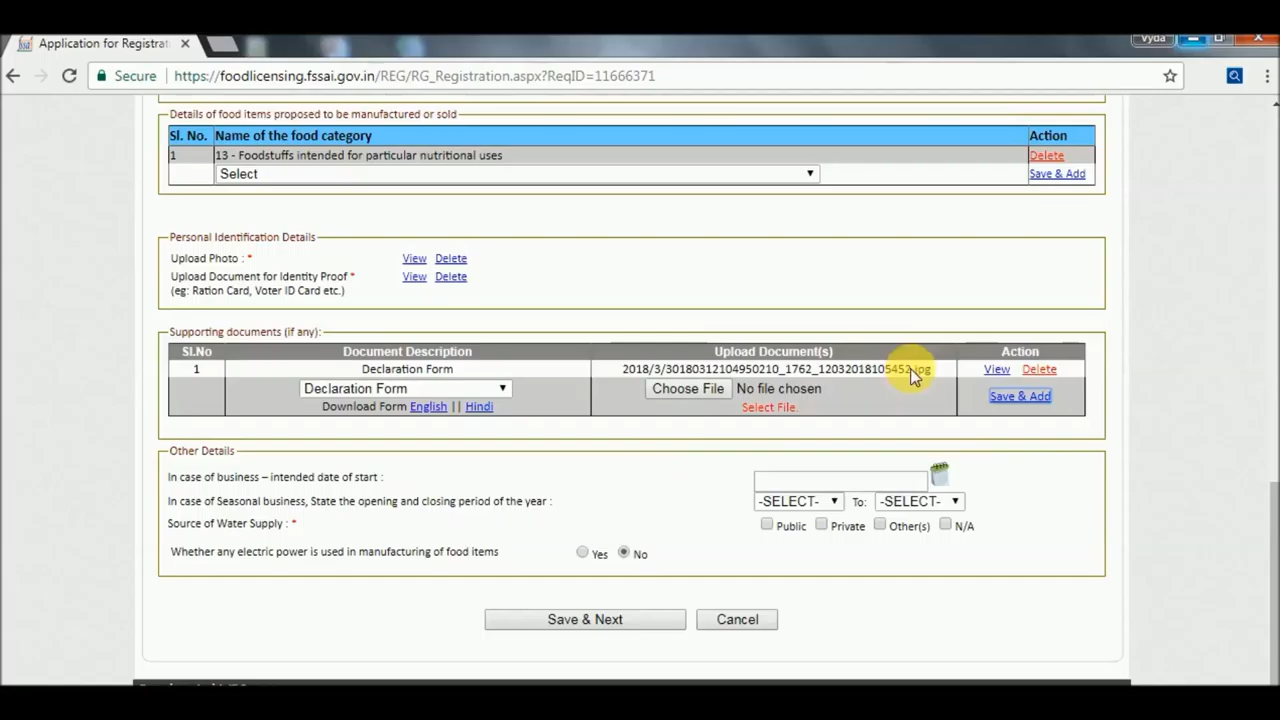 Application for Registrat
Vyda
Secure https://foodlicensing.fssai.gov.in/REG/RG_Registration.aspx?ReqID=11666371
Details of food items proposed to be manufactured or sold
Sl. No. Name of the food category Action
1 13 - Foodstuffs intended for particular nutritional uses Delete
Select Save & Add
Personal Identification Details
Upload Photo : * View Delete
Upload Document for Identity Proof * View Delete
(eg: Ration Card, Voter ID Card etc.)
Supporting documents (if any):
Sl.No Document Description Upload Document(s) Action
1 Declaration Form 2018/3/30180312104950210_1762_12032018105452.jpg View Delete
Declaration Form Choose File No file chosen Save & Add
Download Form English || Hindi Select File.
Other Details
In case of business – intended date of start :
In case of Seasonal business, State the opening and closing period of the year : -SELECT- To: -SELECT-
Source of Water Supply : * Public Private Other(s) N/A
Whether any electric power is used in manufacturing of food items Yes No
Save & Next Cancel